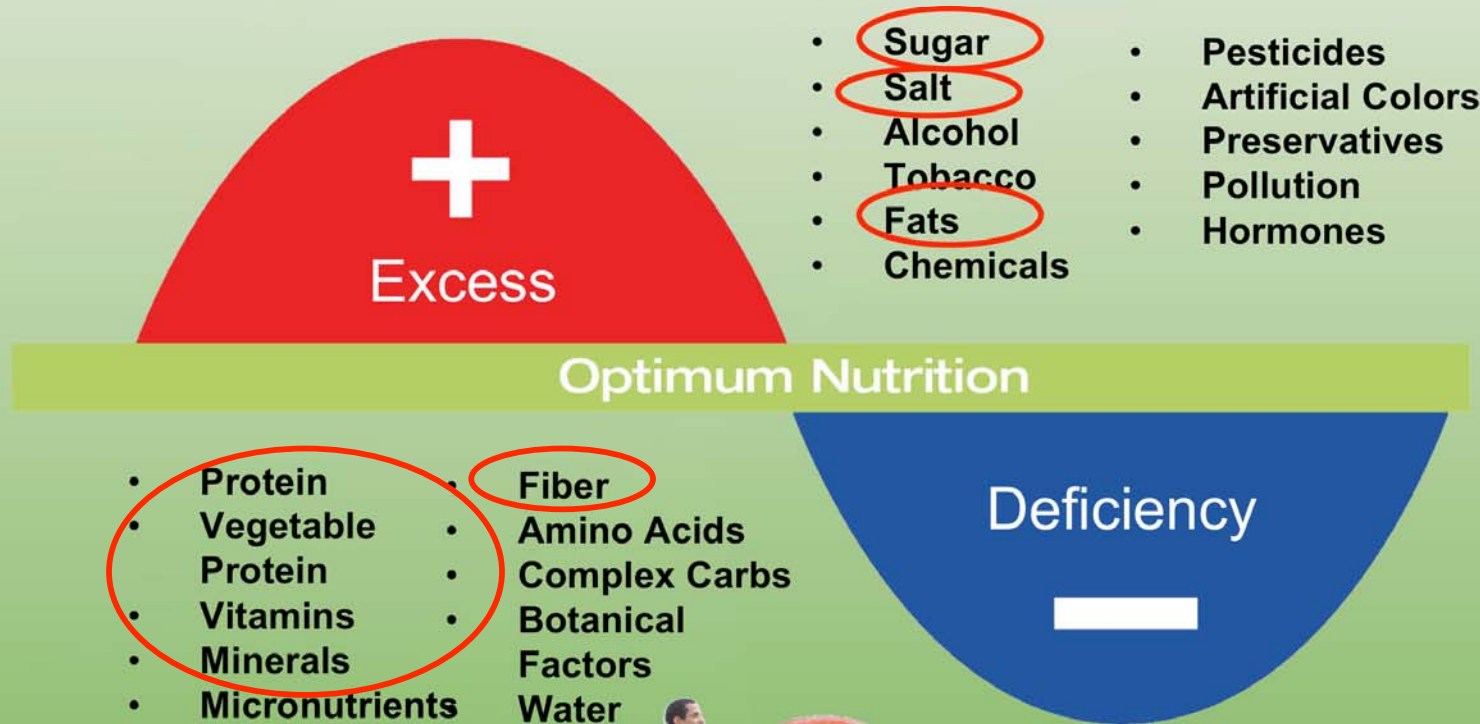 • Sugar
• Salt
• Alcohol
• Tobacco
• Fats
• Chemicals
• Pesticides
• Artificial Colors
• Preservatives
• Pollution
• Hormones
+
Excess
Optimum Nutrition
• Protein
• Vegetable
Protein
• Vitamins
• Minerals
• Micronutrients
• Fiber
• Amino Acids
• Complex Carbs
• Botanical
Factors
• Water
Deficiency
−